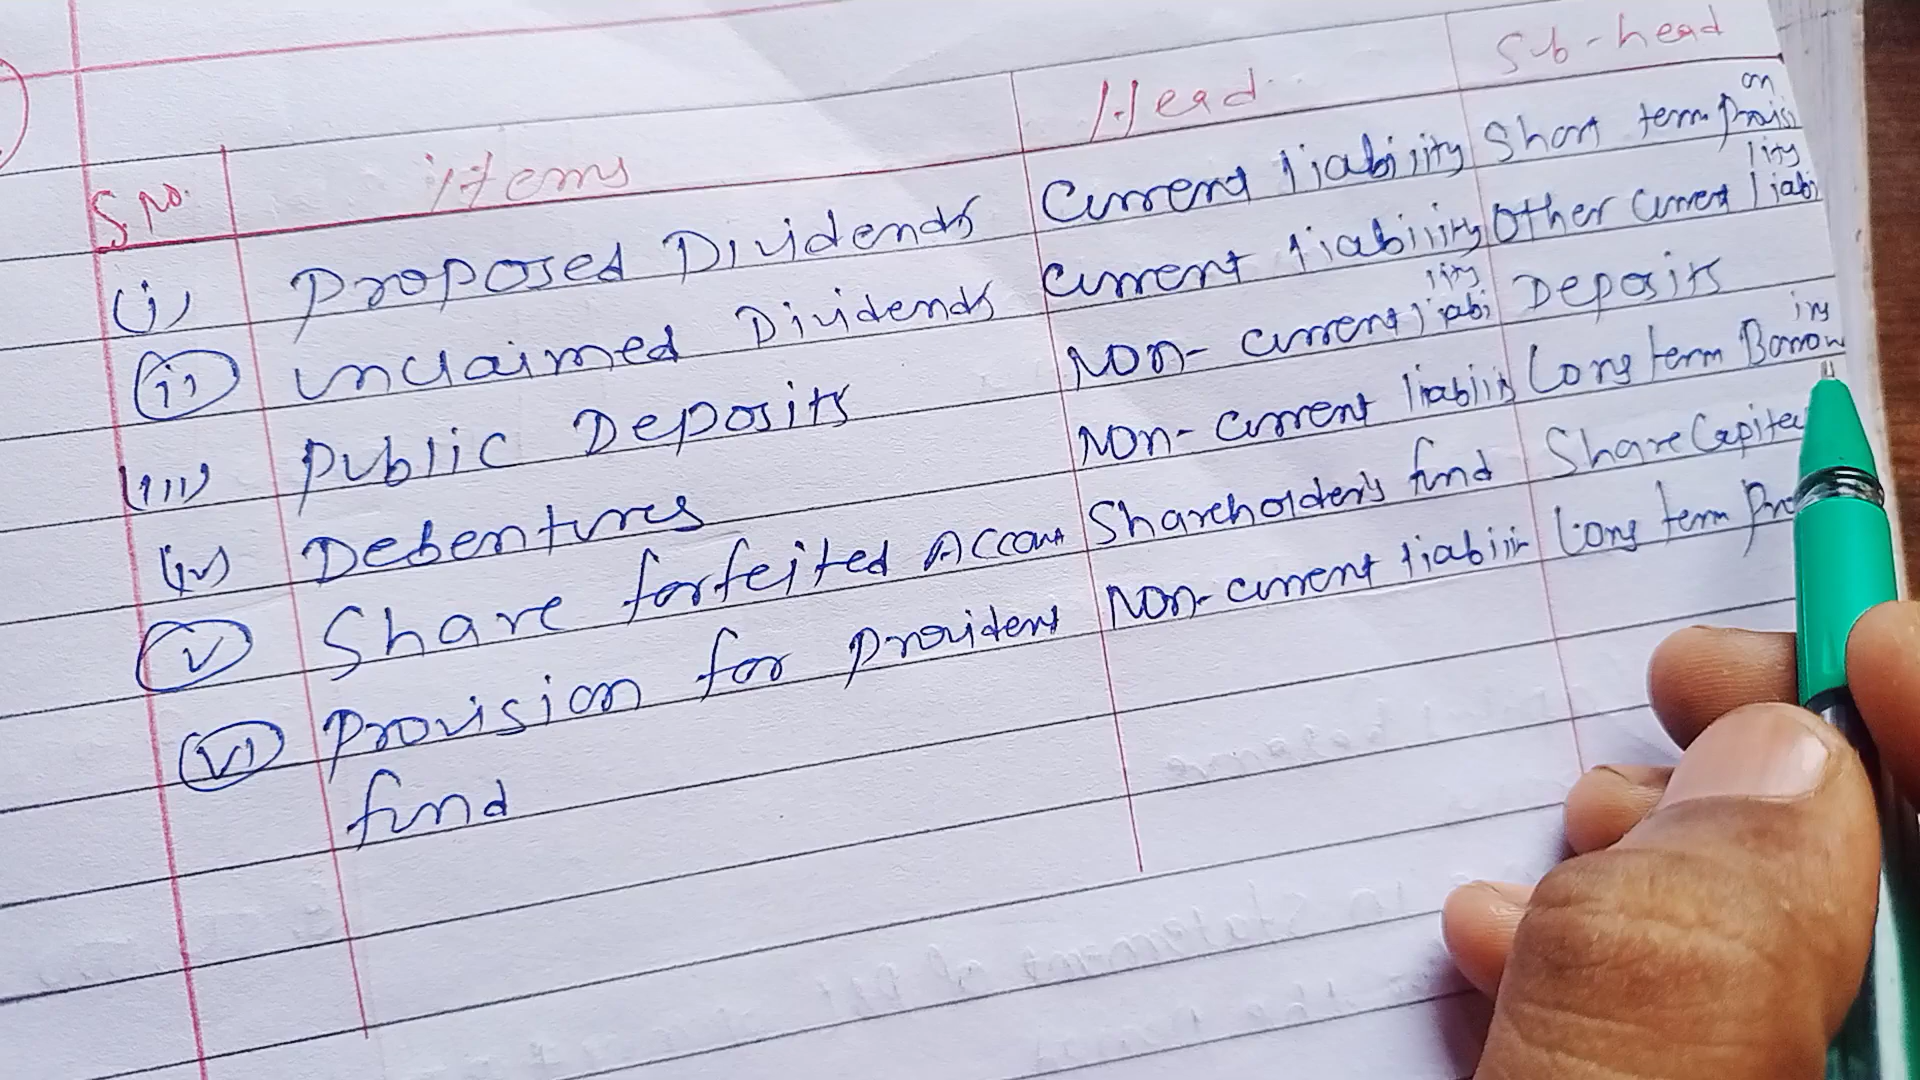 S.No. Items Head Sub-head
(i) Proposed Dividends Current liability Short term Provision
(ii) Unclaimed Dividends Current liability Other Current liability
(iii) Public Deposits Non-Current liability Deposits
(iv) Debentures Non-Current liability Long term Borrowing
(v) Share forfeited Account Shareholder's fund Share Capital
(vi) Provision for Provident Non-Current liability Long term Pro
fund